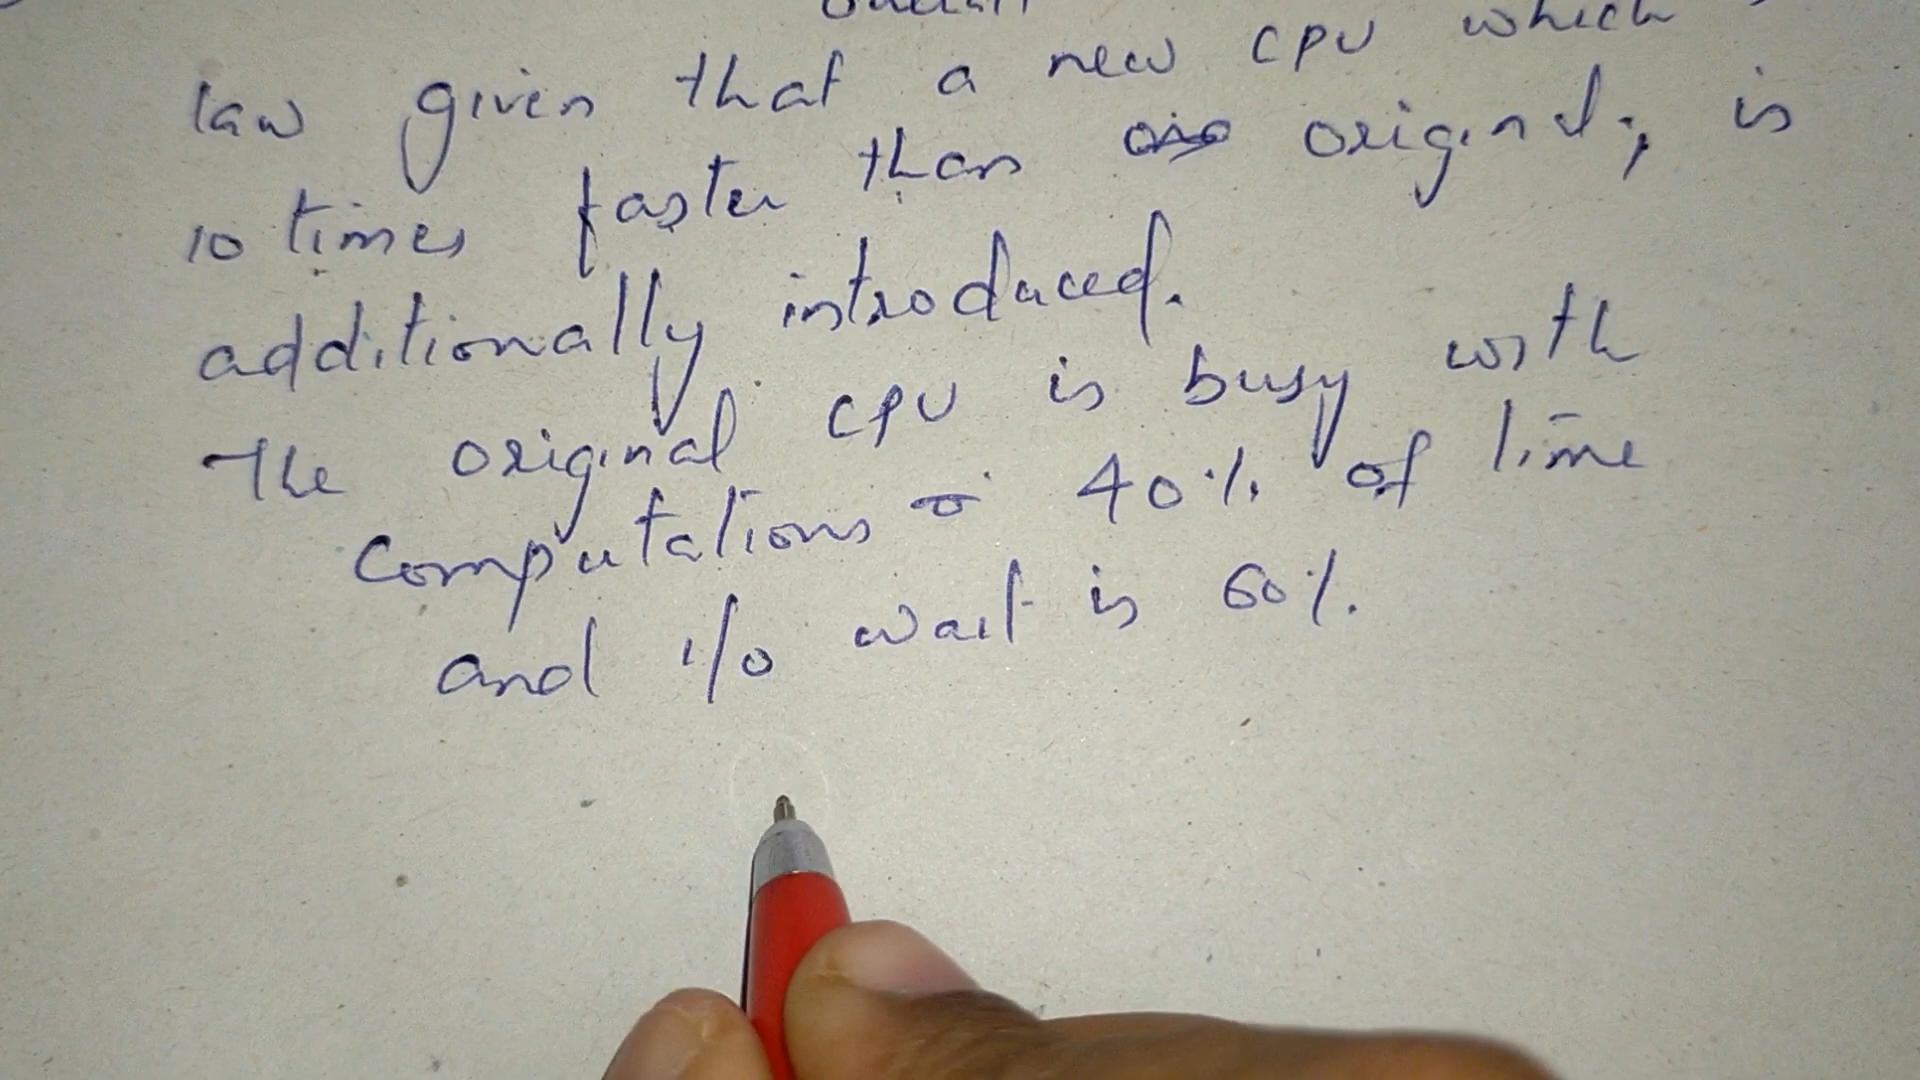 overall
law given that a new CPU which
10 times faster than original, is
additionally introduced.
The original CPU is busy with
computations 40% of time
and i/o wait is 60%.